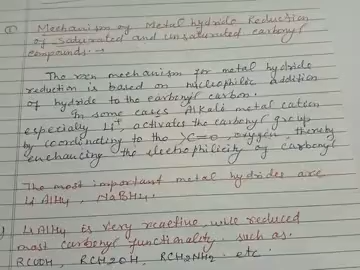 ① Mechanism of Metal hydride Reduction
of saturated and unsaturated carbonyl
compounds:→
The rxn mechanism for metal hydride
reduction is based on nucleophilic addition
of hydride to the carbonyl carbon.
In some cases Alkali metal cation
especially Li⁺, activates the carbonyl group
by coordinating to the >C=O, oxygen, thereby
enchancing the electrophilicity of carbonyl
The most important metal hydrides are
LiAlH4, NaBH4.
LiAlH4 is very reactive, will reduced
most carbonyl functionality such as.
RCOOH, RCH2OH, RCH2NH2. etc.